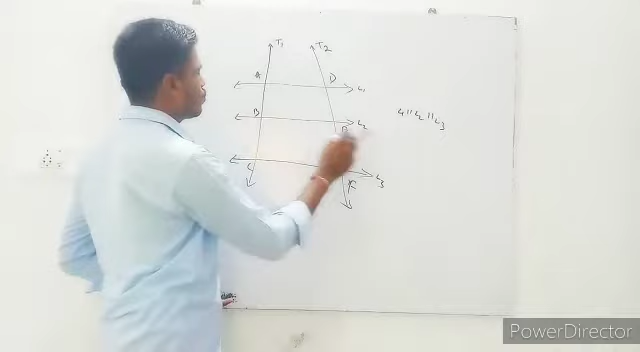 T₁ T₂
A D L₁
B L₂
L₁ || L₂ || L₃
C F L₃
PowerDirector